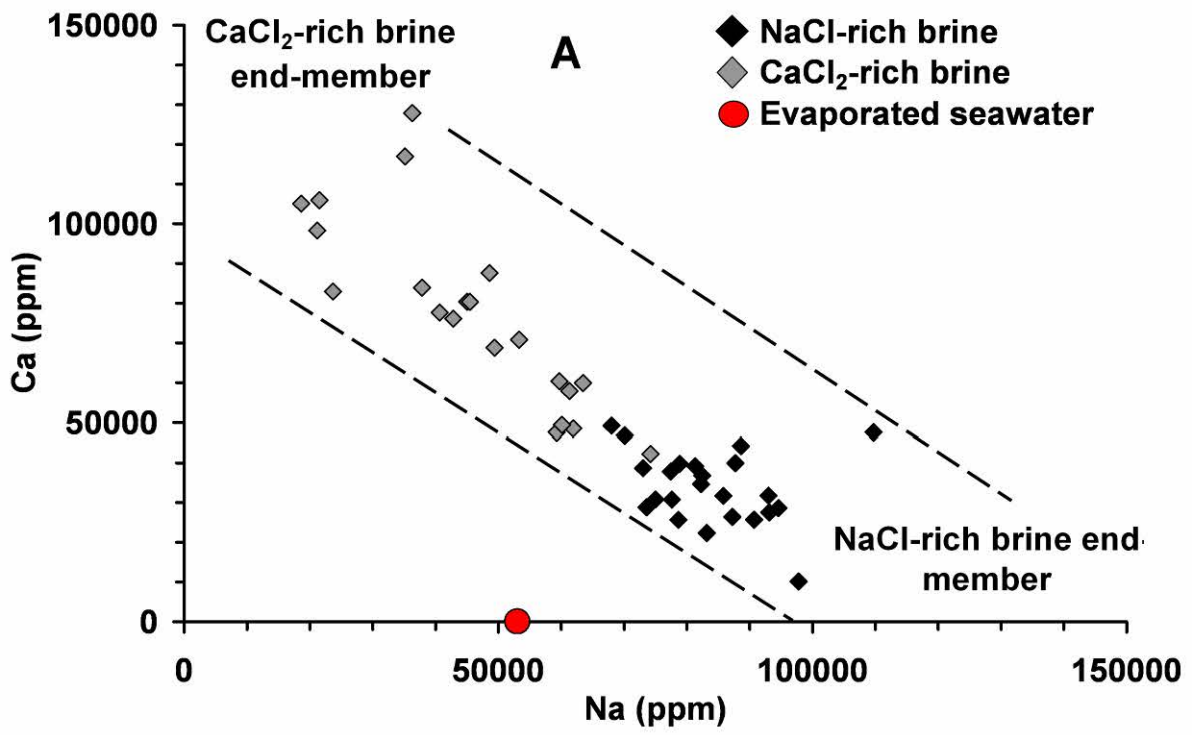 150000
CaCl₂-rich brine
end-member
A
NaCl-rich brine
CaCl₂-rich brine
Evaporated seawater
100000
Ca (ppm)
50000
NaCl-rich brine end-
member
0
0
50000
100000
150000
Na (ppm)